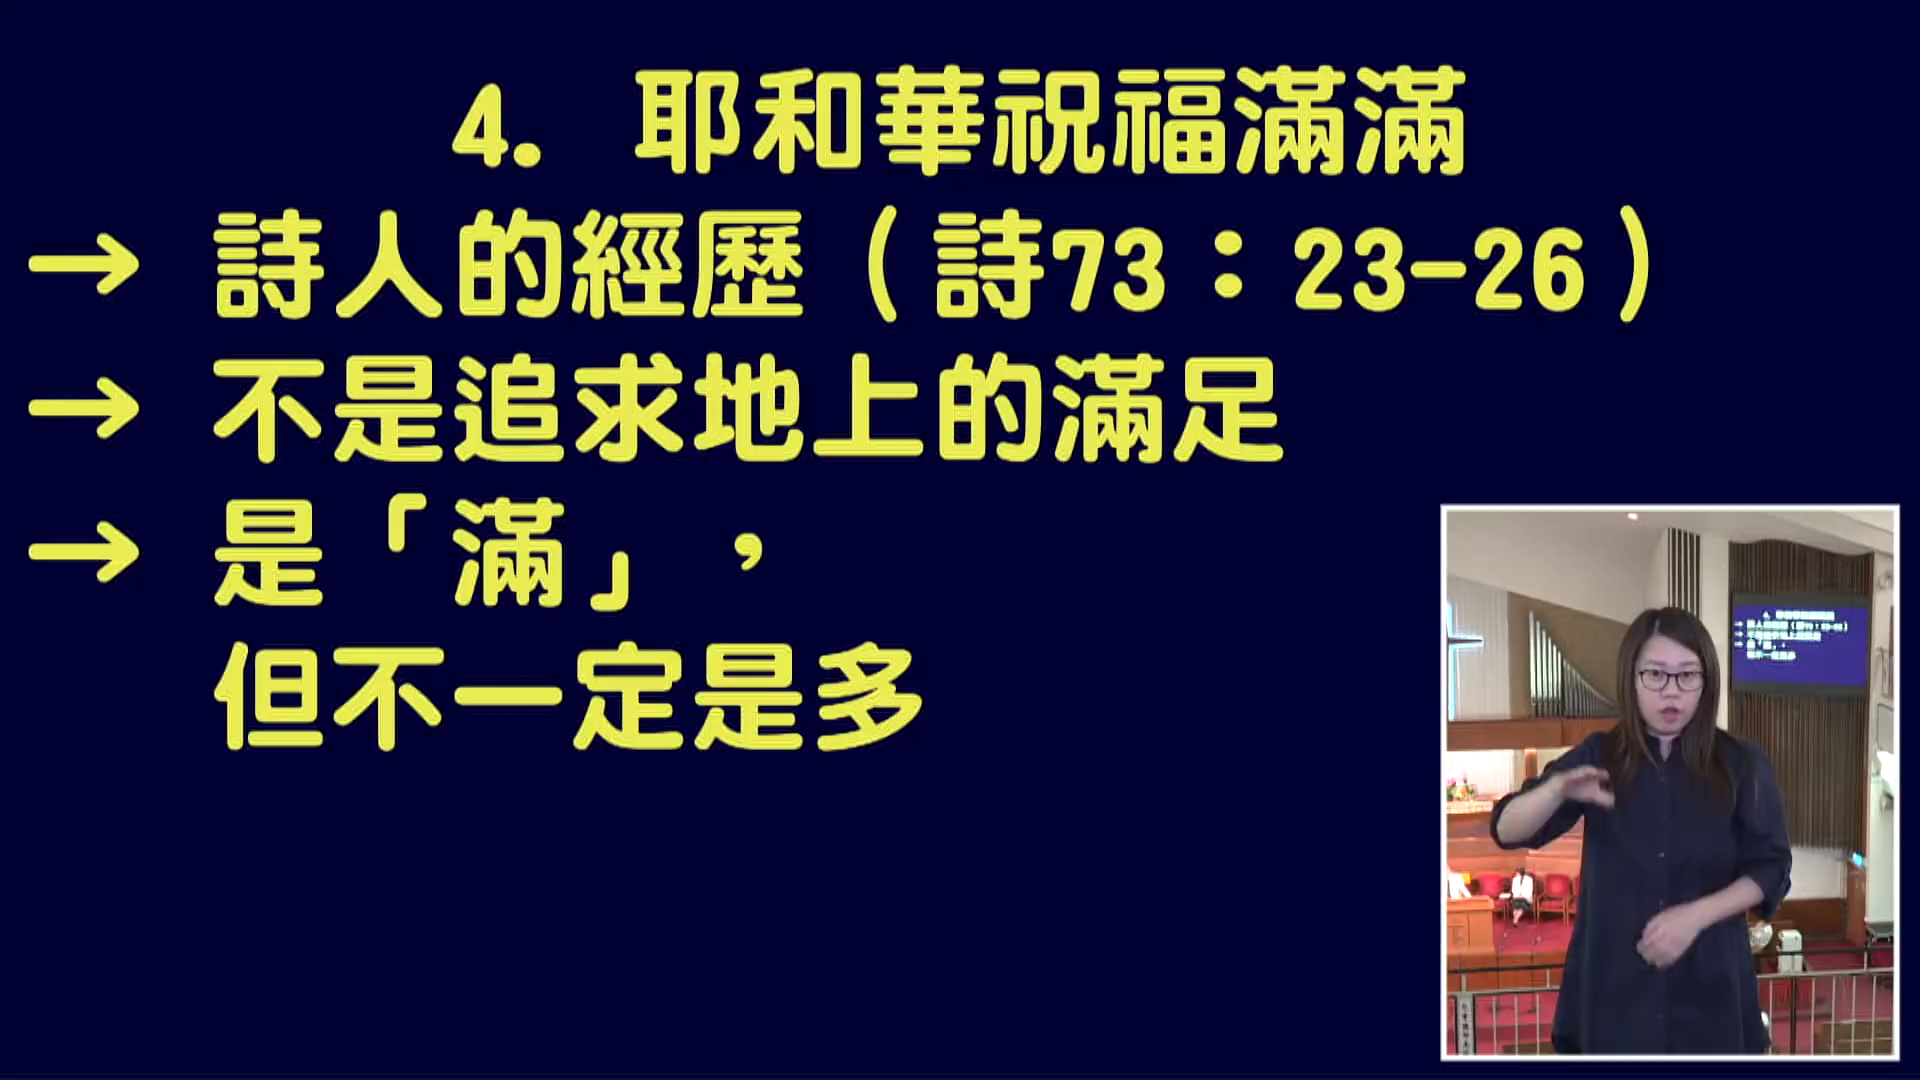 4. 耶和華祝福滿滿
→ 詩人的經歷（詩73：23-26）
→ 不是追求地上的滿足
→ 是「滿」，
但不一定是多